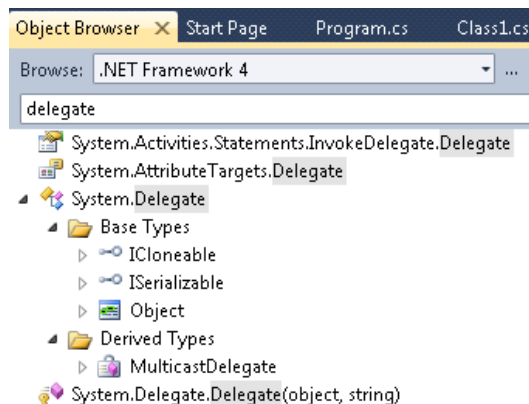 Object Browser Start Page Program.cs Class1.cs
Browse: .NET Framework 4 ...
delegate
System.Activities.Statements.InvokeDelegate.Delegate
System.AttributeTargets.Delegate
System.Delegate
Base Types
ICloneable
ISerializable
Object
Derived Types
MulticastDelegate
System.Delegate.Delegate(object, string)